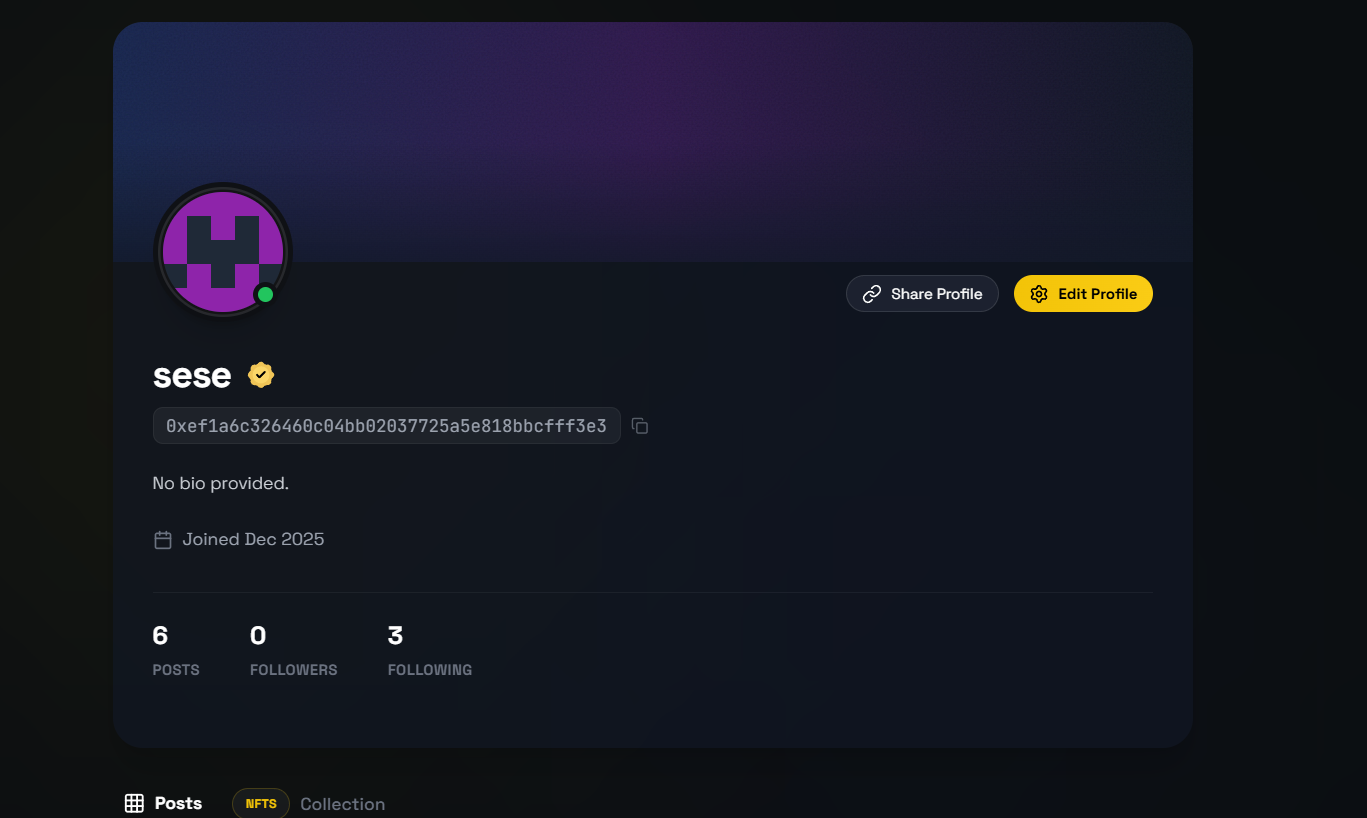 Share Profile
Edit Profile
sese
0xef1a6c326460c04bb02037725a5e818bbcfff3e3
No bio provided.
Joined Dec 2025
6 0 3
POSTS FOLLOWERS FOLLOWING
Posts NFTS Collection